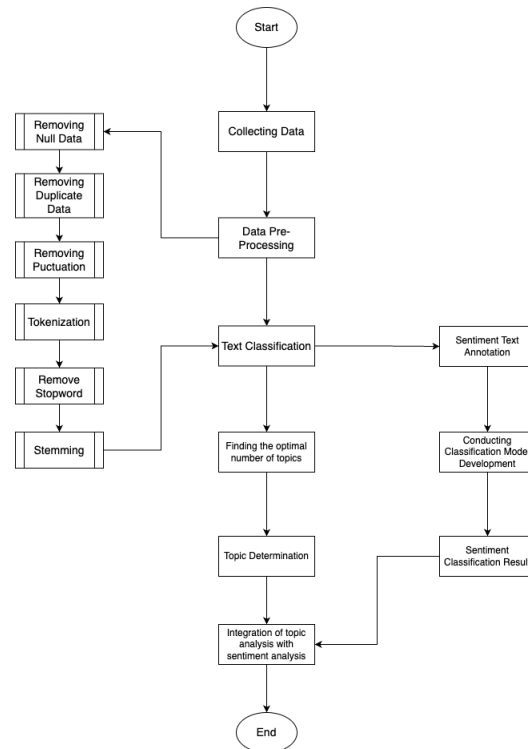 Start
Collecting Data
Removing
Null Data
Removing
Duplicate
Data
Data Pre-
Processing
Removing
Puctuation
Tokenization
Text Classification
Sentiment Text
Annotation
Remove
Stopword
Stemming
Finding the optimal
number of topics
Conducting
Classification Model
Development
Topic Determination
Sentiment
Classification Result
Integration of topic
analysis with
sentiment analysis
End